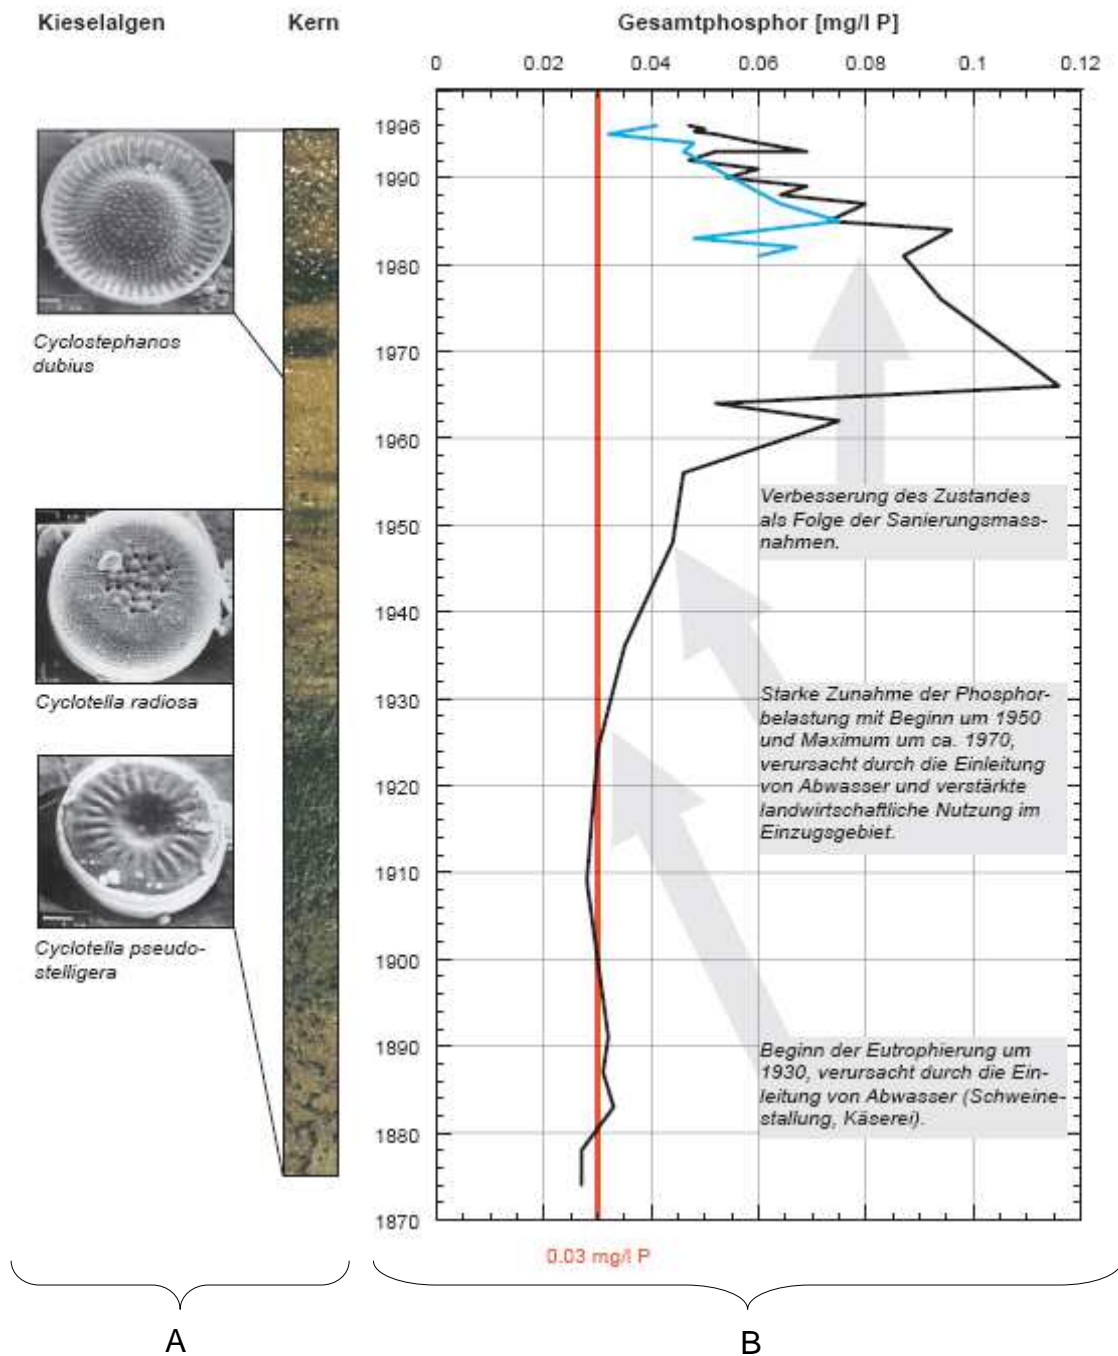 Kieselalgen
Kern
Gesamtphosphor [mg/l P]
0
0.02
0.04
0.06
0.08
0.1
0.12
1996
1990
1980
1970
1960
1950
1940
1930
1920
1910
1900
1890
1880
1870
Cyclostephanos
dubius
Cyclotella radiosa
Cyclotella pseudo-
stelligera
Verbesserung des Zustandes
als Folge der Sanierungsmass-
nahmen.
Starke Zunahme der Phosphor-
belastung mit Beginn um 1950
und Maximum um ca. 1970,
verursacht durch die Einleitung
von Abwasser und verstärkte
landwirtschaftliche Nutzung im
Einzugsgebiet.
Beginn der Eutrophierung um
1930, verursacht durch die Ein-
leitung von Abwasser (Schweine-
stallung, Käserei).
0.03 mg/l P
A
B